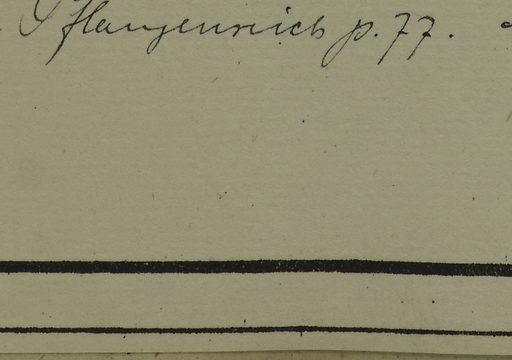 Pflanzenreich p. 77.